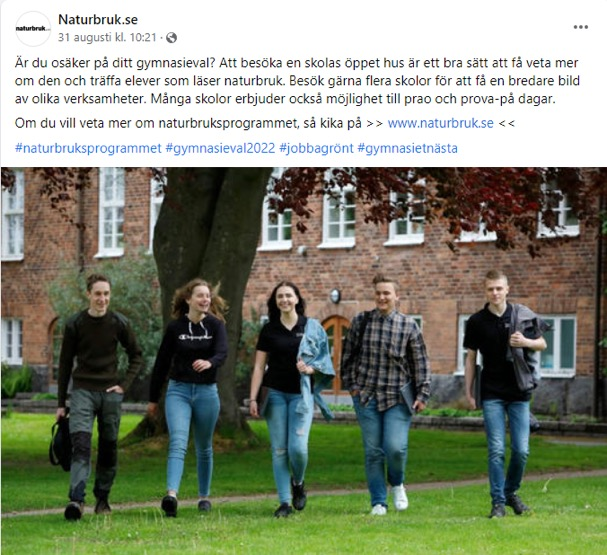 naturbruk.se
Naturbruk.se
31 augusti kl. 10:21 ·
Är du osäker på ditt gymnasieval? Att besöka en skolas öppet hus är ett bra sätt att få veta mer
om den och träffa elever som läser naturbruk. Besök gärna flera skolor för att få en bredare bild
av olika verksamheter. Många skolor erbjuder också möjlighet till prao och prova-på dagar.
Om du vill veta mer om naturbruksprogrammet, så kika på >> www.naturbruk.se <<
#naturbruksprogrammet #gymnasieval2022 #jobbagrönt #gymnasietnästa
Champion